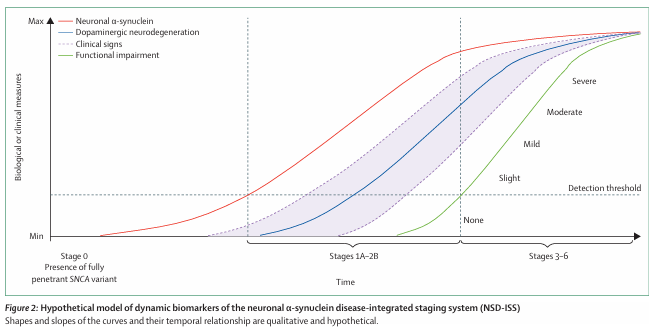 Max
Neuronal α-synuclein
Dopaminergic neurodegeneration
Clinical signs
Functional impairment
Biological or clinical measures
Severe
Moderate
Mild
Slight
Detection threshold
None
Min
Stage 0
Presence of fully
penetrant SNCA variant
Stages 1A–2B
Stages 3–6
Time
Figure 2: Hypothetical model of dynamic biomarkers of the neuronal α-synuclein disease-integrated staging system (NSD-ISS)
Shapes and slopes of the curves and their temporal relationship are qualitative and hypothetical.